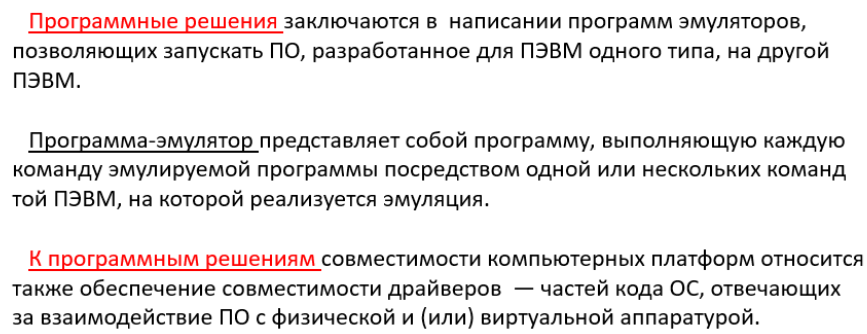 Программные решения заключаются в написании программ эмуляторов,
позволяющих запускать ПО, разработанное для ПЭВМ одного типа, на другой
ПЭВМ.
Программа-эмулятор представляет собой программу, выполняющую каждую
команду эмулируемой программы посредством одной или нескольких команд
той ПЭВМ, на которой реализуется эмуляция.
К программным решениям совместимости компьютерных платформ относится
также обеспечение совместимости драйверов — частей кода ОС, отвечающих
за взаимодействие ПО с физической и (или) виртуальной аппаратурой.